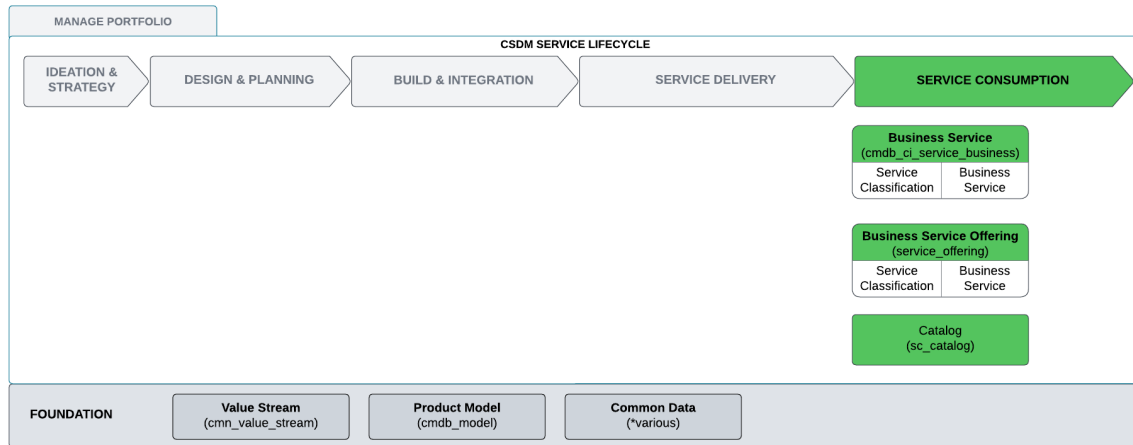 MANAGE PORTFOLIO
CSDM SERVICE LIFECYCLE
IDEATION &
STRATEGY
DESIGN & PLANNING
BUILD & INTEGRATION
SERVICE DELIVERY
SERVICE CONSUMPTION
Business Service
(cmdb_ci_service_business)
Service
Classification
Business
Service
Business Service Offering
(service_offering)
Service
Classification
Business
Service
Catalog
(sc_catalog)
FOUNDATION
Value Stream
(cmn_value_stream)
Product Model
(cmdb_model)
Common Data
(*various)